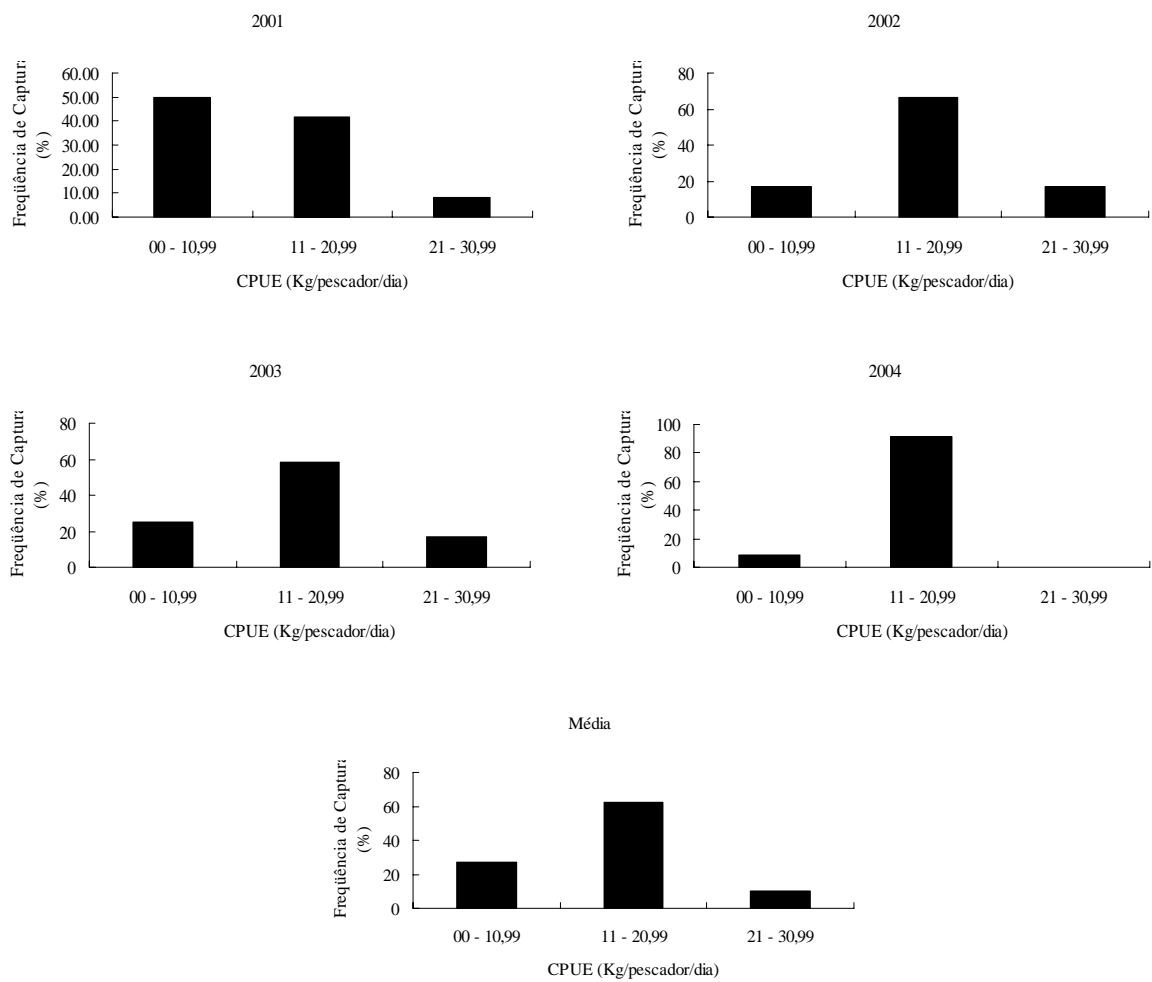 2001
Freqüência de Captura
(%)
60.00
50.00
40.00
30.00
20.00
10.00
0.00
00 - 10,99 11 - 20,99 21 - 30,99
CPUE (Kg/pescador/dia)
2002
Freqüência de Captura
(%)
80
60
40
20
0
00 - 10,99 11 - 20,99 21 - 30,99
CPUE (Kg/pescador/dia)
2003
Freqüência de Captura
(%)
80
60
40
20
0
00 - 10,99 11 - 20,99 21 - 30,99
CPUE (Kg/pescador/dia)
2004
Freqüência de Captura
(%)
100
80
60
40
20
0
00 - 10,99 11 - 20,99 21 - 30,99
CPUE (Kg/pescador/dia)
Média
Freqüência de Captura
(%)
80
60
40
20
0
00 - 10,99 11 - 20,99 21 - 30,99
CPUE (Kg/pescador/dia)